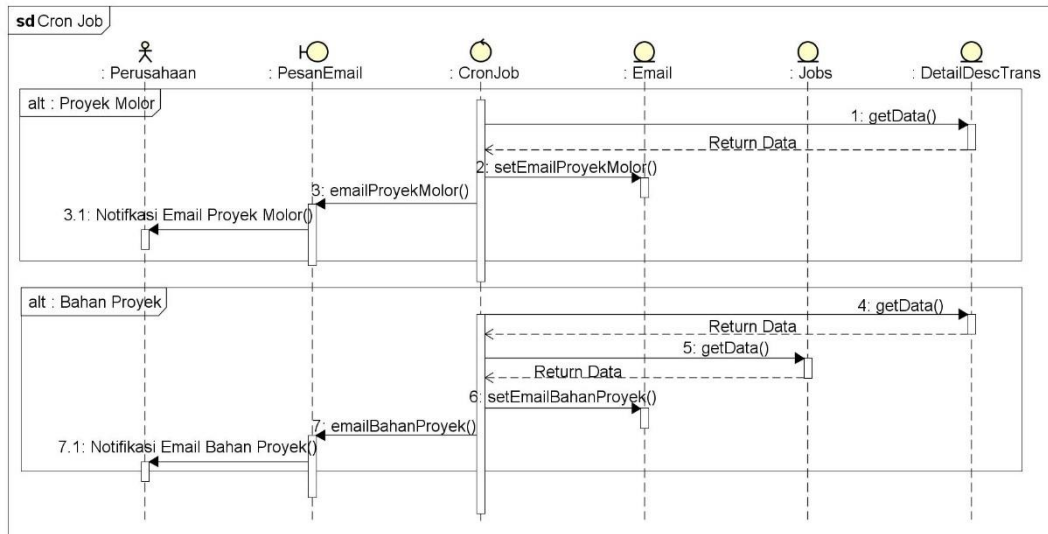 sd Cron Job
: Perusahaan
: PesanEmail
: CronJob
: Email
: Jobs
: DetailDescTrans
alt : Proyek Molor
1: getData()
Return Data
2: setEmailProyekMolor()
3: emailProyekMolor()
3.1: Notifkasi Email Proyek Molor()
alt : Bahan Proyek
4: getData()
Return Data
5: getData()
Return Data
6: setEmailBahanProyek()
7: emailBahanProyek()
7.1: Notifikasi Email Bahan Proyek()